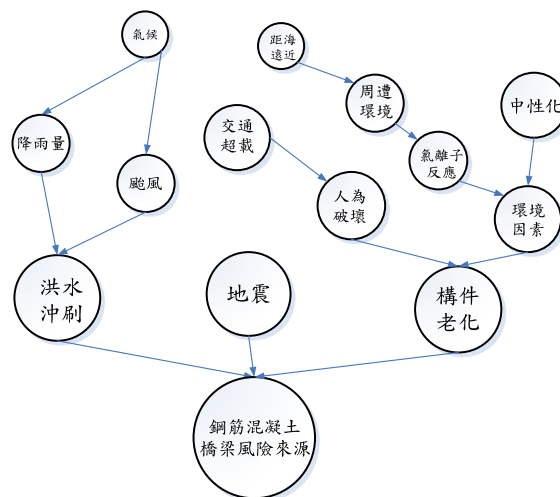 氣候
距海
遠近
周遭
環境
中性化
交通
超載
降雨量
氯離子
反應
颱風
人為
破壞
環境
因素
洪水
沖刷
地震
構件
老化
鋼筋混凝土
橋梁風險來源